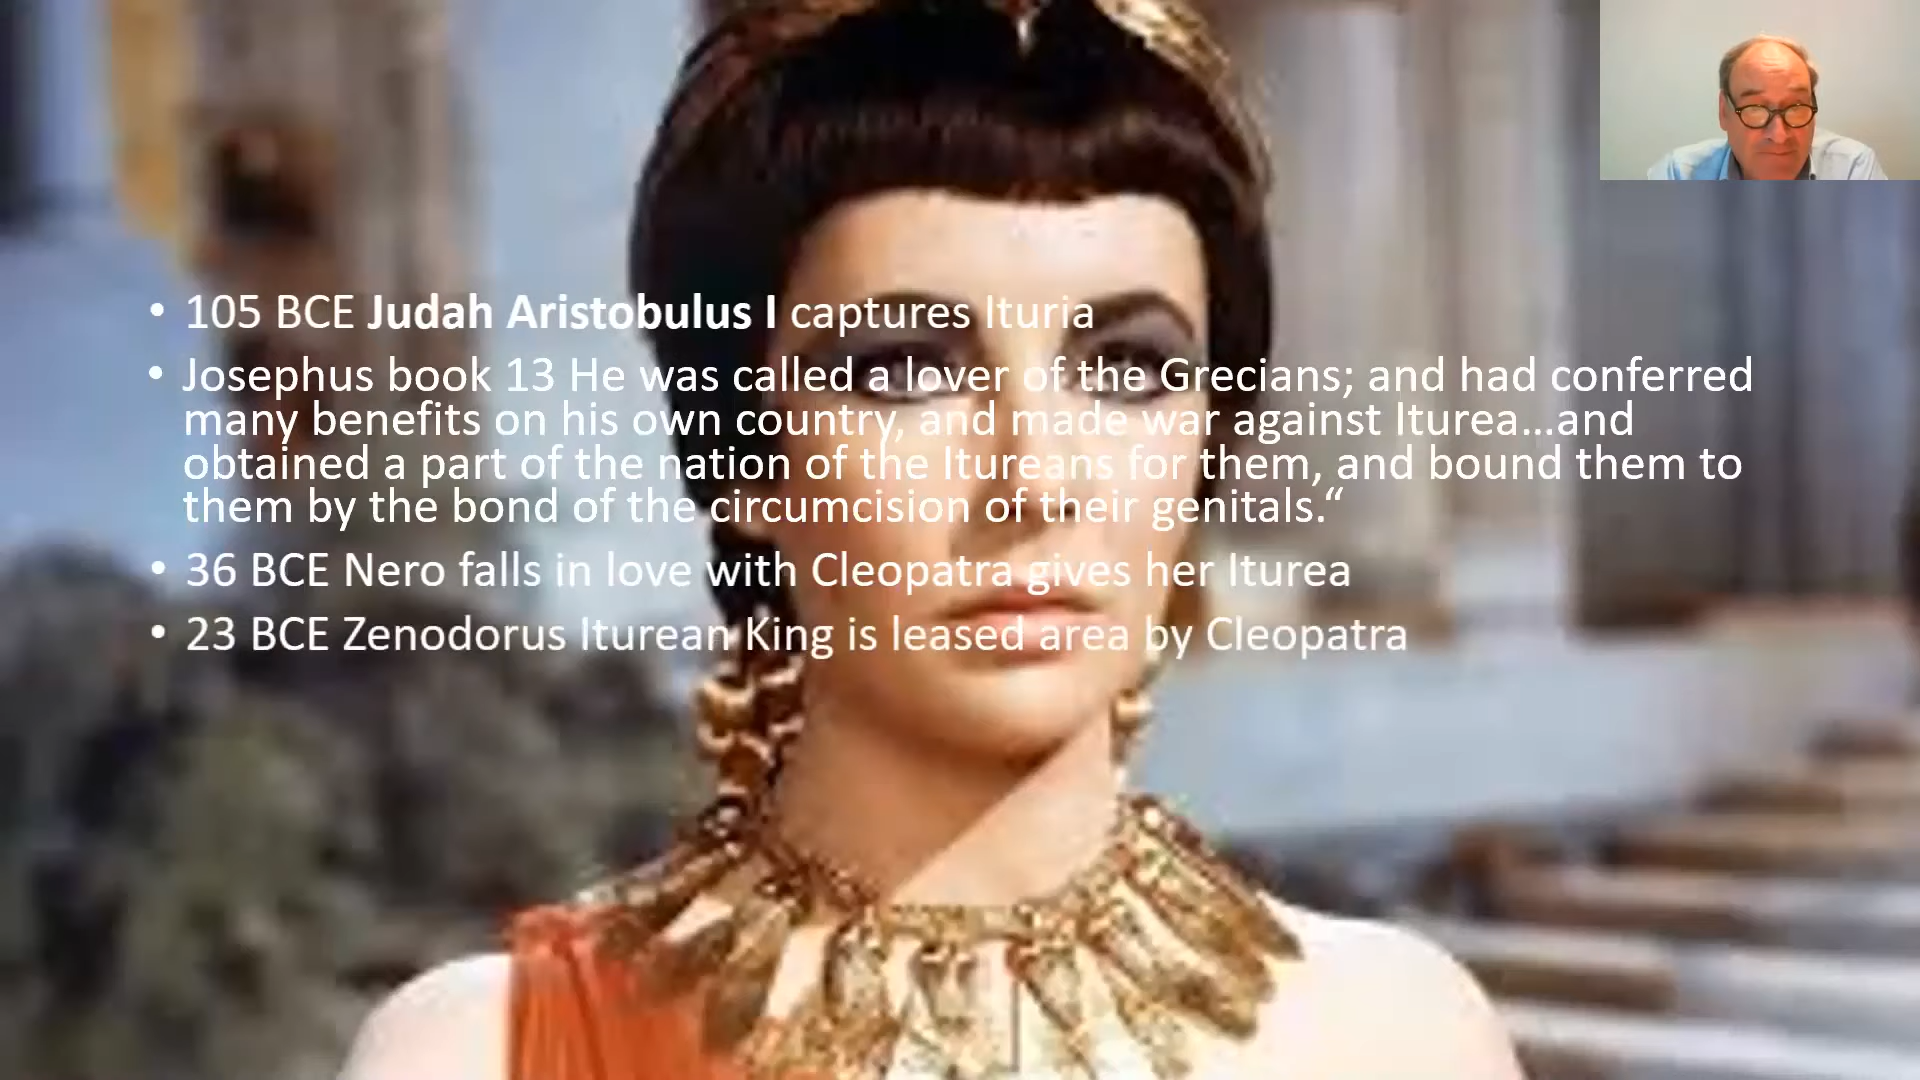 • 105 BCE Judah Aristobulus I captures Ituria
• Josephus book 13 He was called a lover of the Grecians; and had conferred
many benefits on his own country, and made war against Iturea...and
obtained a part of the nation of the Itureans for them, and bound them to
them by the bond of the circumcision of their genitals.“
• 36 BCE Nero falls in love with Cleopatra gives her Iturea
• 23 BCE Zenodorus Iturean King is leased area by Cleopatra